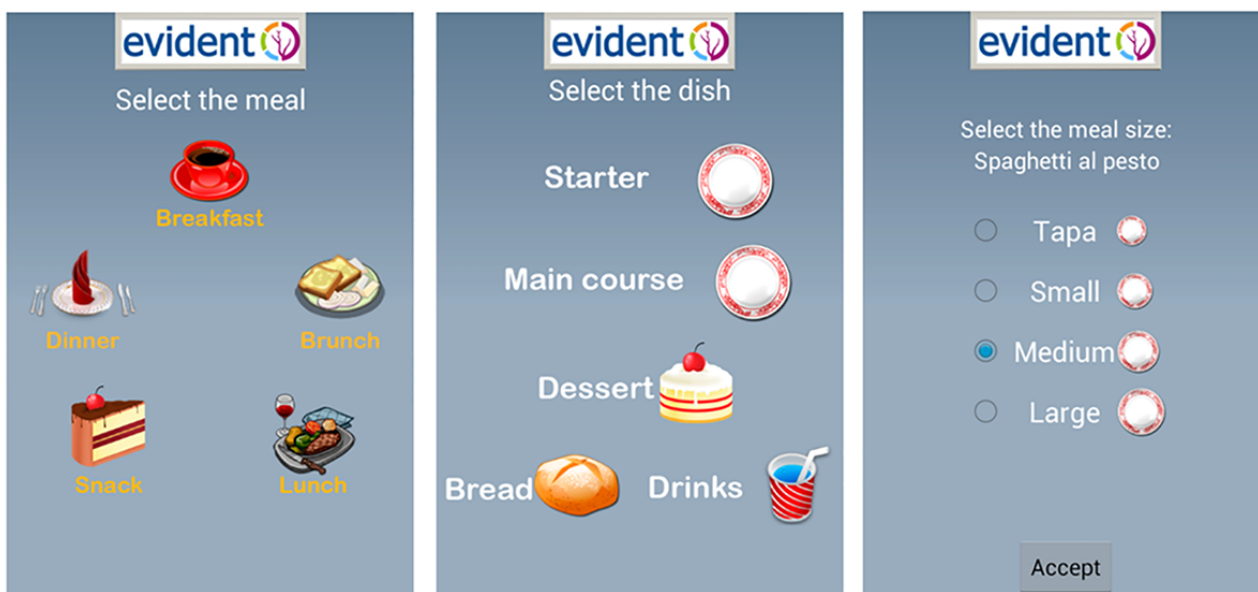 evident
Select the meal
Breakfast
Dinner
Brunch
Snack
Lunch
evident
Select the dish
Starter
Main course
Dessert
Bread
Drinks
evident
Select the meal size:
Spaghetti al pesto
Tapa
Small
Medium
Large
Accept